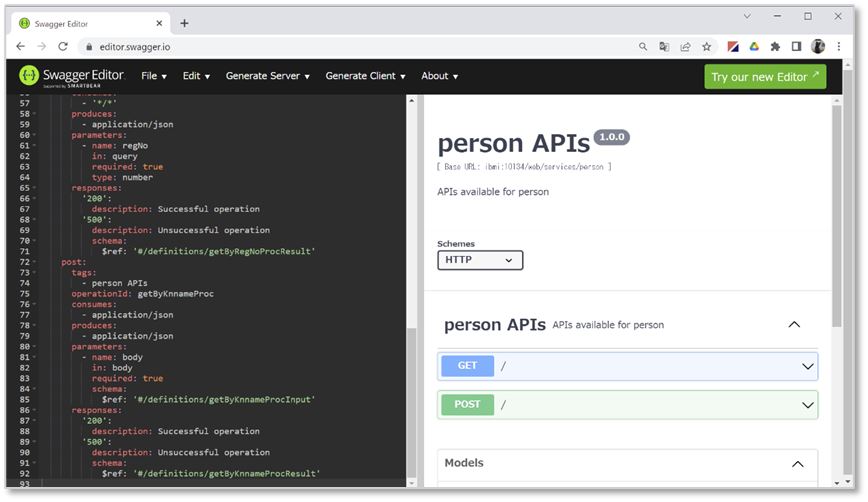 Swagger Editor
editor.swagger.io
Swagger Editor.
Supported by SMARTBEAR
File
Edit
Generate Server
Generate Client
About
Try our new Editor
57 - '*/*'
58 produces:
59 - application/json
60 parameters:
61 - name: regNo
62 in: query
63 required: true
64 type: number
65 responses:
66 '200':
67 description: Successful operation
68 '500':
69 description: Unsuccessful operation
70 schema:
71 $ref: '#/definitions/getByRegNoProcResult'
72 post:
73 tags:
74 - person APIs
75 operationId: getByKnnameProc
76 consumes:
77 - application/json
78 produces:
79 - application/json
80 parameters:
81 - name: body
82 in: body
83 required: true
84 schema:
85 $ref: '#/definitions/getByKnnameProcInput'
86 responses:
87 '200':
88 description: Successful operation
89 '500':
90 description: Unsuccessful operation
91 schema:
92 $ref: '#/definitions/getByKnnameProcResult'
93
person APIs 1.0.0
[ Base URL: ibmi:10134/web/services/person ]
APIs available for person
Schemes
HTTP
person APIs APIs available for person
GET /
POST /
Models